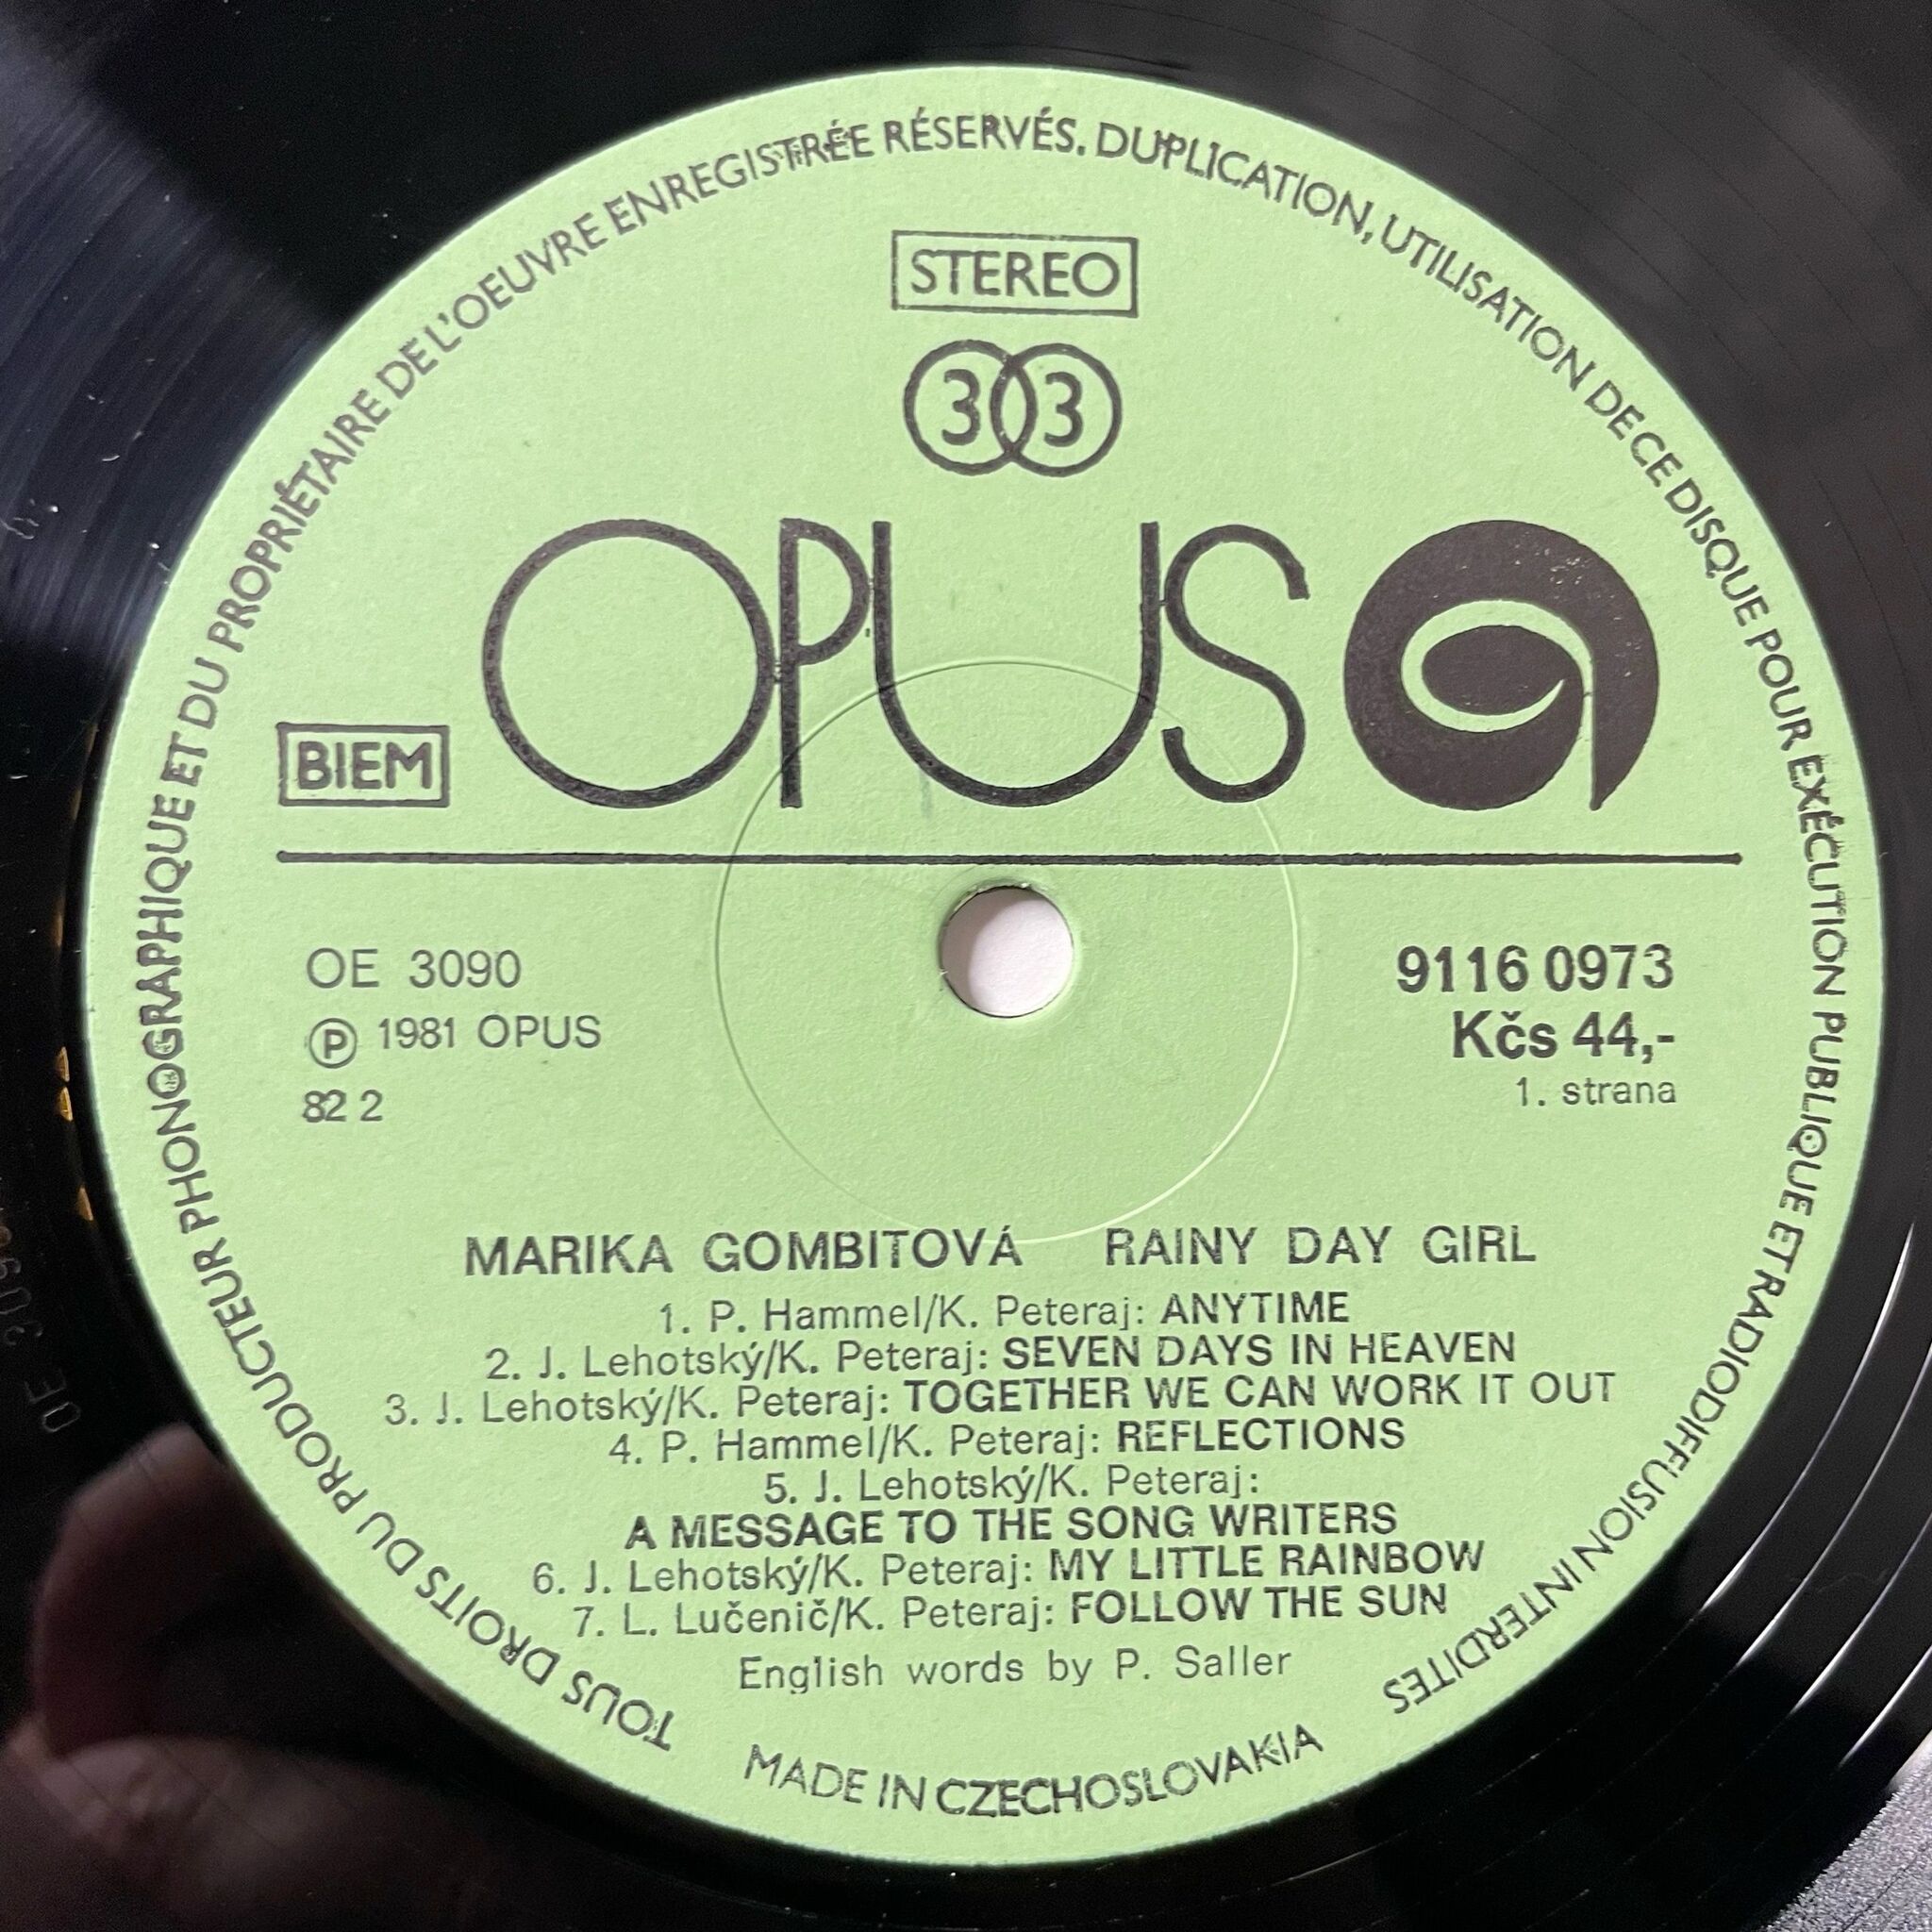 STEREO
33
OPUS
BIEM
OE 3090
Ⓟ 1981 OPUS
82 2
9116 0973
Kčs 44,-
1. strana
MARIKA GOMBITOVÁ RAINY DAY GIRL
1. P. Hammel/K. Peteraj: ANYTIME
2. J. Lehotský/K. Peteraj: SEVEN DAYS IN HEAVEN
3. J. Lehotský/K. Peteraj: TOGETHER WE CAN WORK IT OUT
4. P. Hammel/K. Peteraj: REFLECTIONS
5. J. Lehotský/K. Peteraj:
A MESSAGE TO THE SONG WRITERS
6. J. Lehotský/K. Peteraj: MY LITTLE RAINBOW
7. L. Lučenič/K. Peteraj: FOLLOW THE SUN
English words by P. Saller
TOUS DROITS DU PRODUCTEUR PHONOGRAPHIQUE ET DU PROPRIÉTAIRE DE L'OEUVRE ENREGISTRÉE RÉSERVÉS. DUPLICATION, UTILISATION DE CE DISQUE POUR EXÉCUTION PUBLIQUE ET RADIODIFFUSION INTERDITES
MADE IN CZECHOSLOVAKIA